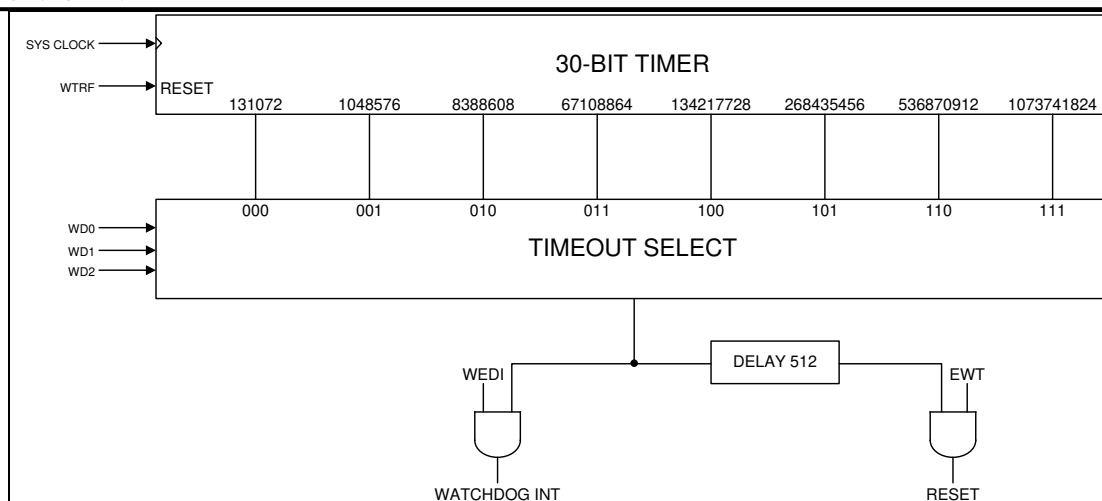 SYS CLOCK
30-BIT TIMER
WTRF RESET
131072 1048576 8388608 67108864 134217728 268435456 536870912 1073741824
000 001 010 011 100 101 110 111
WD0
TIMEOUT SELECT
WD1
WD2
DELAY 512
WEDI EWT
WATCHDOG INT RESET